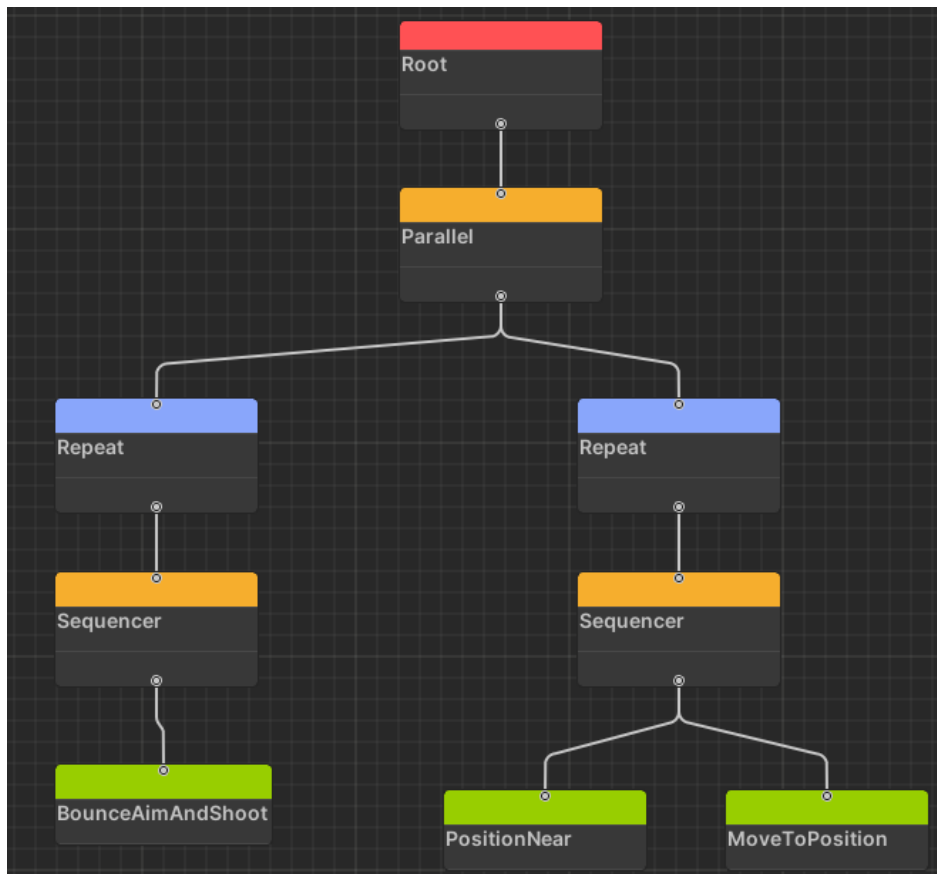 Root
Parallel
Repeat
Repeat
Sequencer
Sequencer
BounceAimAndShoot
PositionNear
MoveToPosition